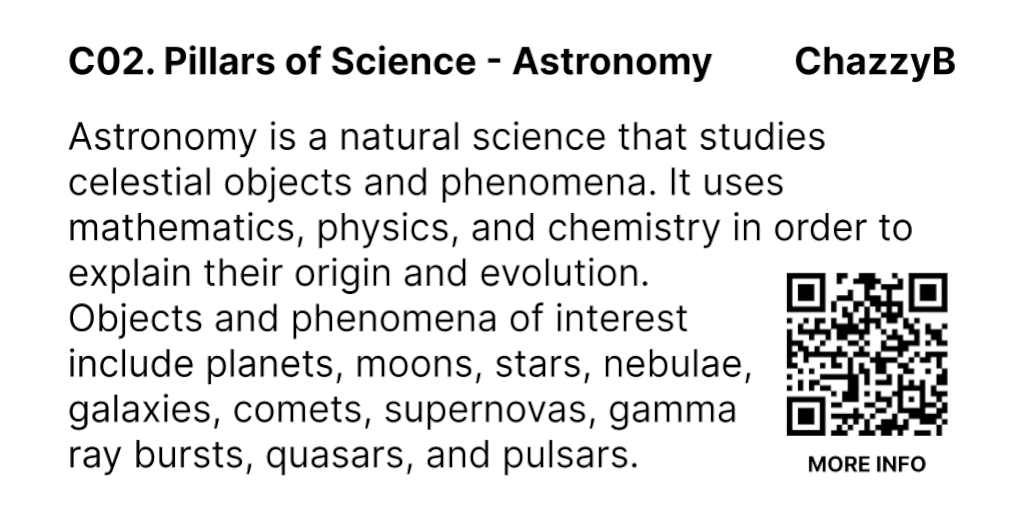 C02. Pillars of Science - Astronomy ChazzyB
Astronomy is a natural science that studies
celestial objects and phenomena. It uses
mathematics, physics, and chemistry in order to
explain their origin and evolution.
Objects and phenomena of interest
include planets, moons, stars, nebulae,
galaxies, comets, supernovas, gamma
ray bursts, quasars, and pulsars.
MORE INFO